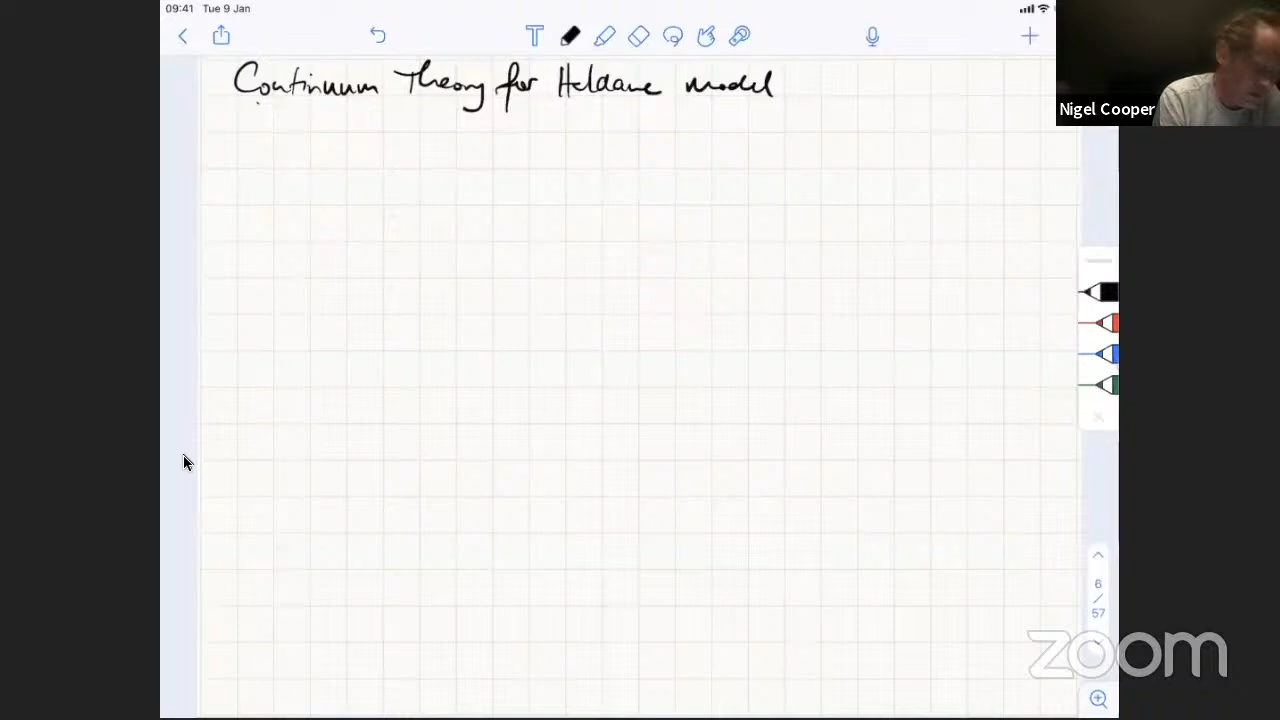 09:41 Tue 9 Jan
T
Continuum Theory for Haldane model
Nigel Cooper
6
/
57
zoom